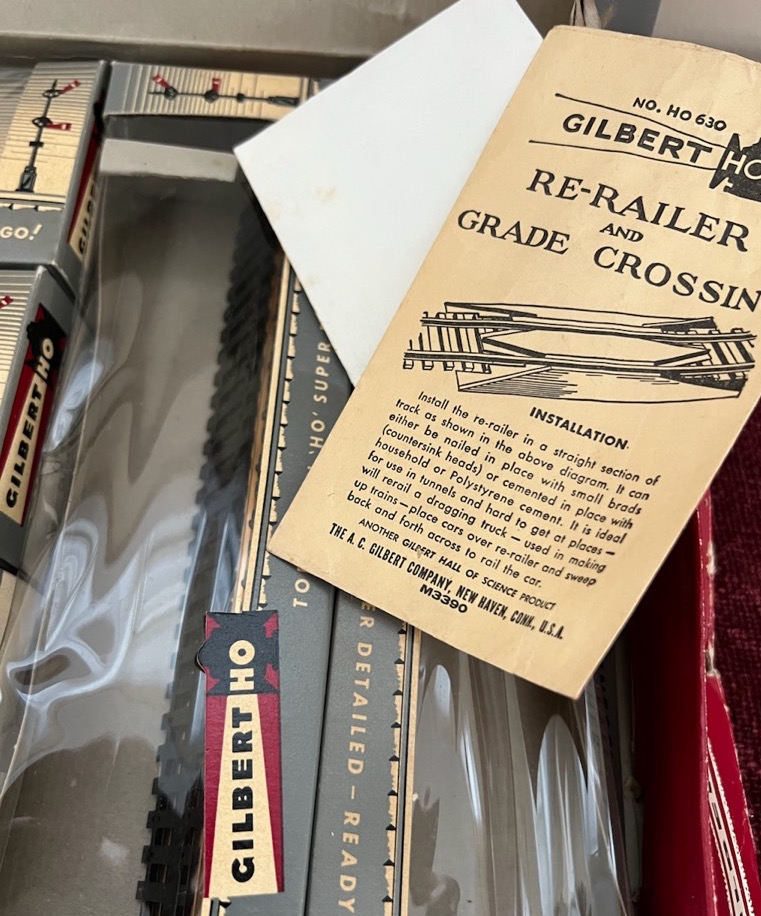 NO. HO 630
GILBERT HO
RE-RAILER
AND
GRADE CROSSIN
INSTALLATION.
Install the re-railer in a straight section of
track as shown in the above diagram. It can
either be nailed in place with small brads
(countersink heads) or cemented in place with
household or Polystyrene cement. It is ideal
for use in tunnels and hard to get at places—
will rerail a dragging truck — used in making
up trains—place cars over re-railer and sweep
back and forth across to rail the car.
ANOTHER GILBERT HALL OF SCIENCE PRODUCT
THE A. C. GILBERT COMPANY, NEW HAVEN, CONN., U.S.A.
M3390
GO!
GILBERT
GILBERT HO
'HO' SUPER
TO
ER DETAILED — READY
GILBERT HO